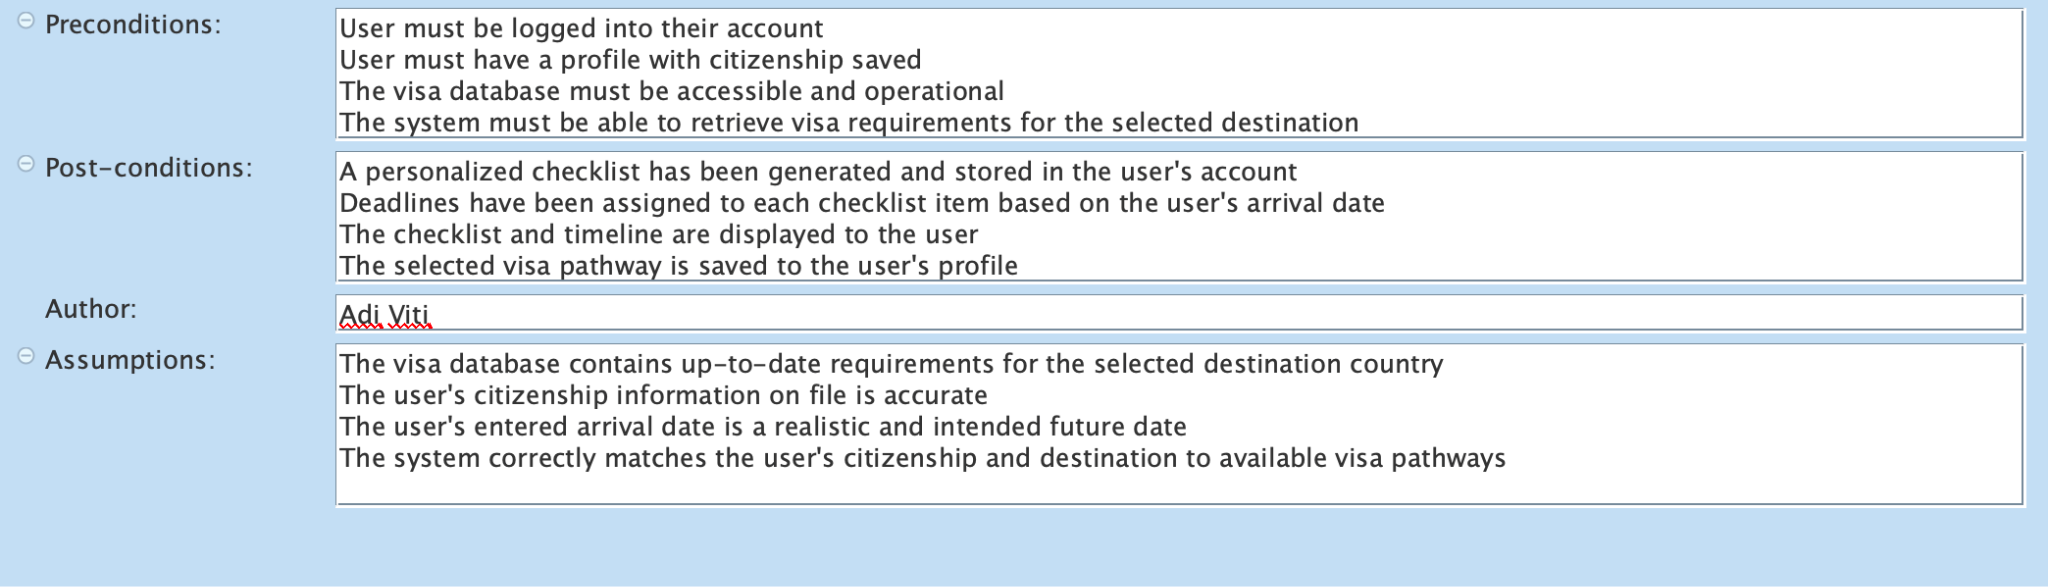 Preconditions:
User must be logged into their account
User must have a profile with citizenship saved
The visa database must be accessible and operational
The system must be able to retrieve visa requirements for the selected destination
Post-conditions:
A personalized checklist has been generated and stored in the user's account
Deadlines have been assigned to each checklist item based on the user's arrival date
The checklist and timeline are displayed to the user
The selected visa pathway is saved to the user's profile
Author:
Adi Viti
Assumptions:
The visa database contains up-to-date requirements for the selected destination country
The user's citizenship information on file is accurate
The user's entered arrival date is a realistic and intended future date
The system correctly matches the user's citizenship and destination to available visa pathways